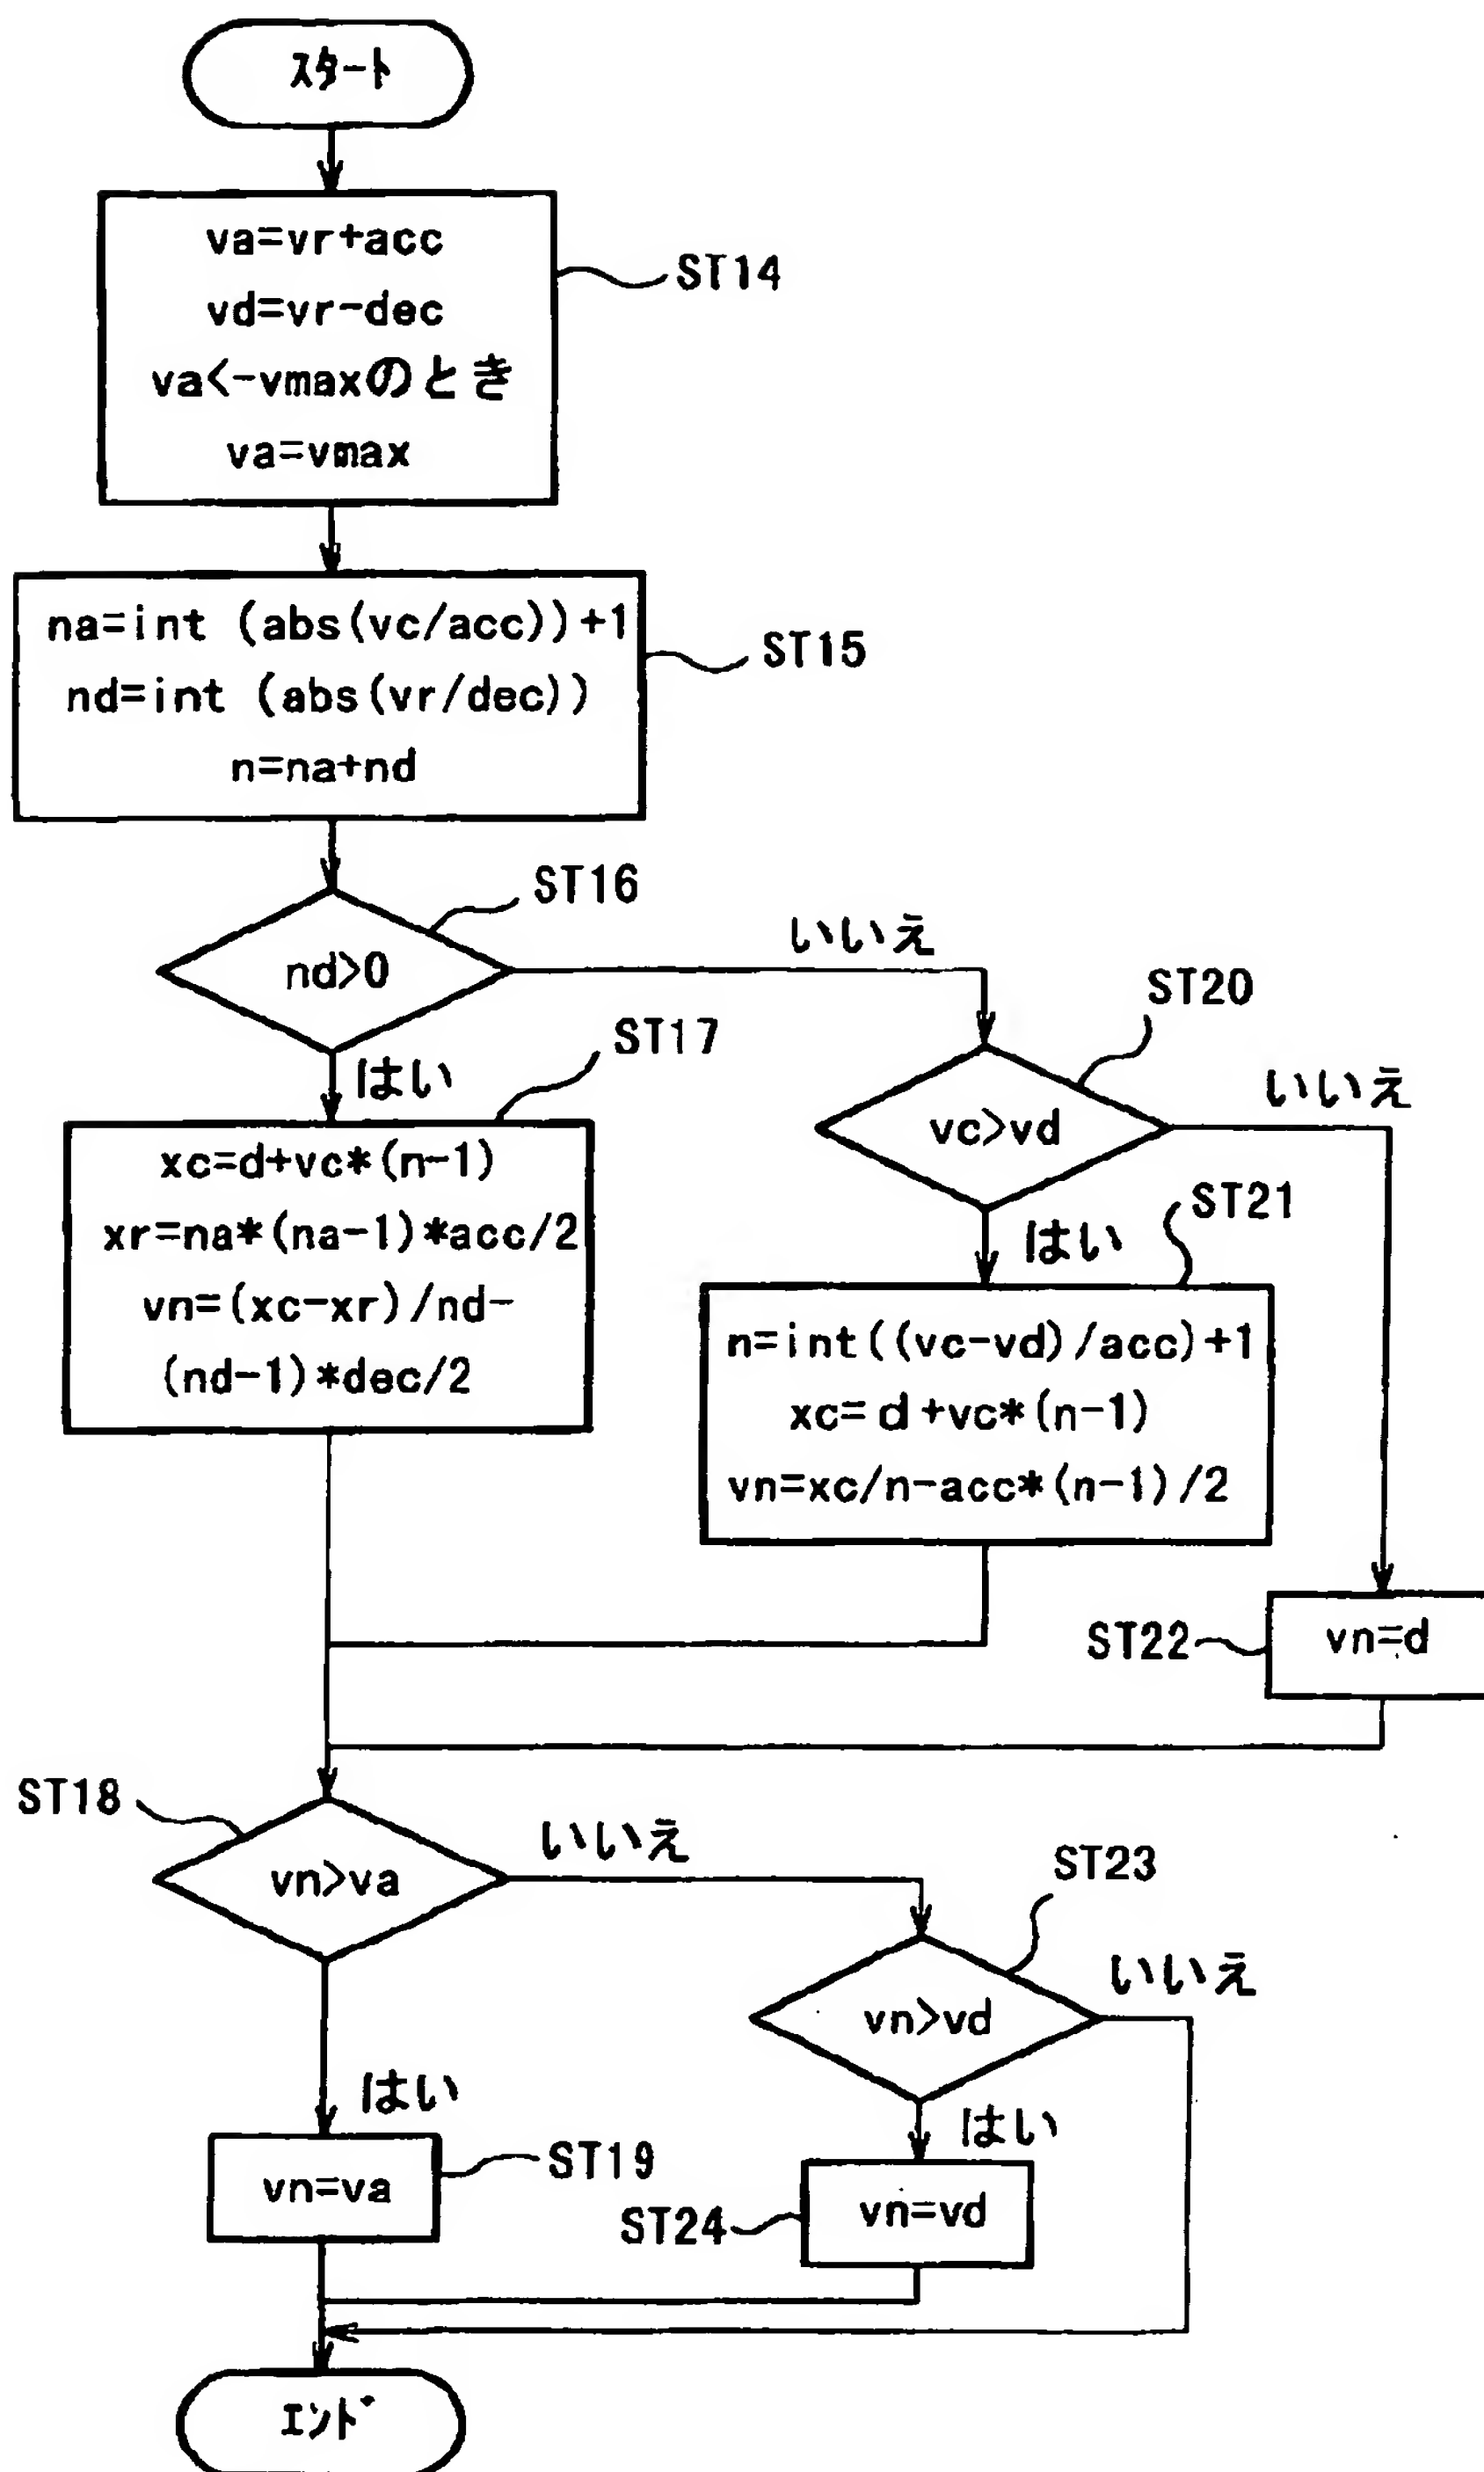 スタート
va=vr+acc
vd=vr-dec
va<-vmaxのとき
va=vmax
ST14
na=int (abs(vc/acc))+1
nd=int (abs(vr/dec))
n=na+nd
ST15
ST16
nd>0
いいえ
はい
ST17
xc=d+vc*(n-1)
xr=na*(na-1)*acc/2
vn=(xc-xr)/nd-
(nd-1)*dec/2
ST20
vc>vd
いいえ
はい
ST21
n=int((vc-vd)/acc)+1
xc=d+vc*(n-1)
vn=xc/n-acc*(n-1)/2
ST22
vn=d
ST18
vn>va
いいえ
はい
ST23
vn>vd
いいえ
はい
vn=va
ST19
ST24
vn=vd
エンド